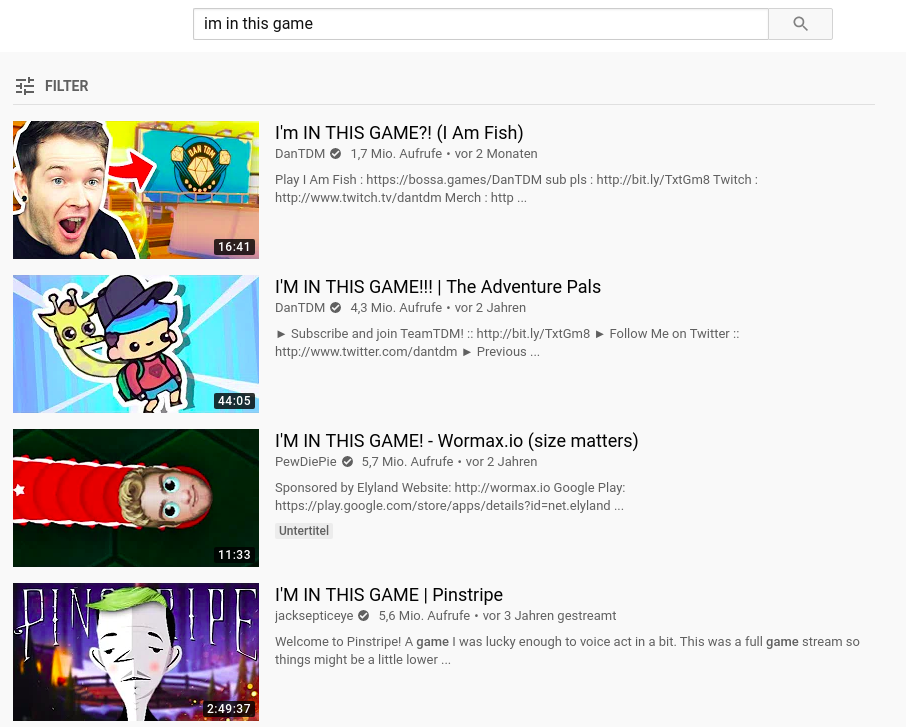 im in this game
FILTER
DAN TDM
16:41
I'm IN THIS GAME?! (I Am Fish)
DanTDM 1,7 Mio. Aufrufe • vor 2 Monaten
Play I Am Fish : https://bossa.games/DanTDM sub pls : http://bit.ly/TxtGm8 Twitch :
http://www.twitch.tv/dantdm Merch : http ...
44:05
I'M IN THIS GAME!!! | The Adventure Pals
DanTDM 4,3 Mio. Aufrufe • vor 2 Jahren
► Subscribe and join TeamTDM! :: http://bit.ly/TxtGm8 ► Follow Me on Twitter ::
http://www.twitter.com/dantdm ► Previous ...
11:33
I'M IN THIS GAME! - Wormax.io (size matters)
PewDiePie 5,7 Mio. Aufrufe • vor 2 Jahren
Sponsored by Elyland Website: http://wormax.io Google Play:
https://play.google.com/store/apps/details?id=net.elyland ...
Untertitel
PINSTRIPE
2:49:37
I'M IN THIS GAME | Pinstripe
jacksepticeye 5,6 Mio. Aufrufe • vor 3 Jahren gestreamt
Welcome to Pinstripe! A game I was lucky enough to voice act in a bit. This was a full game stream so
things might be a little lower ...